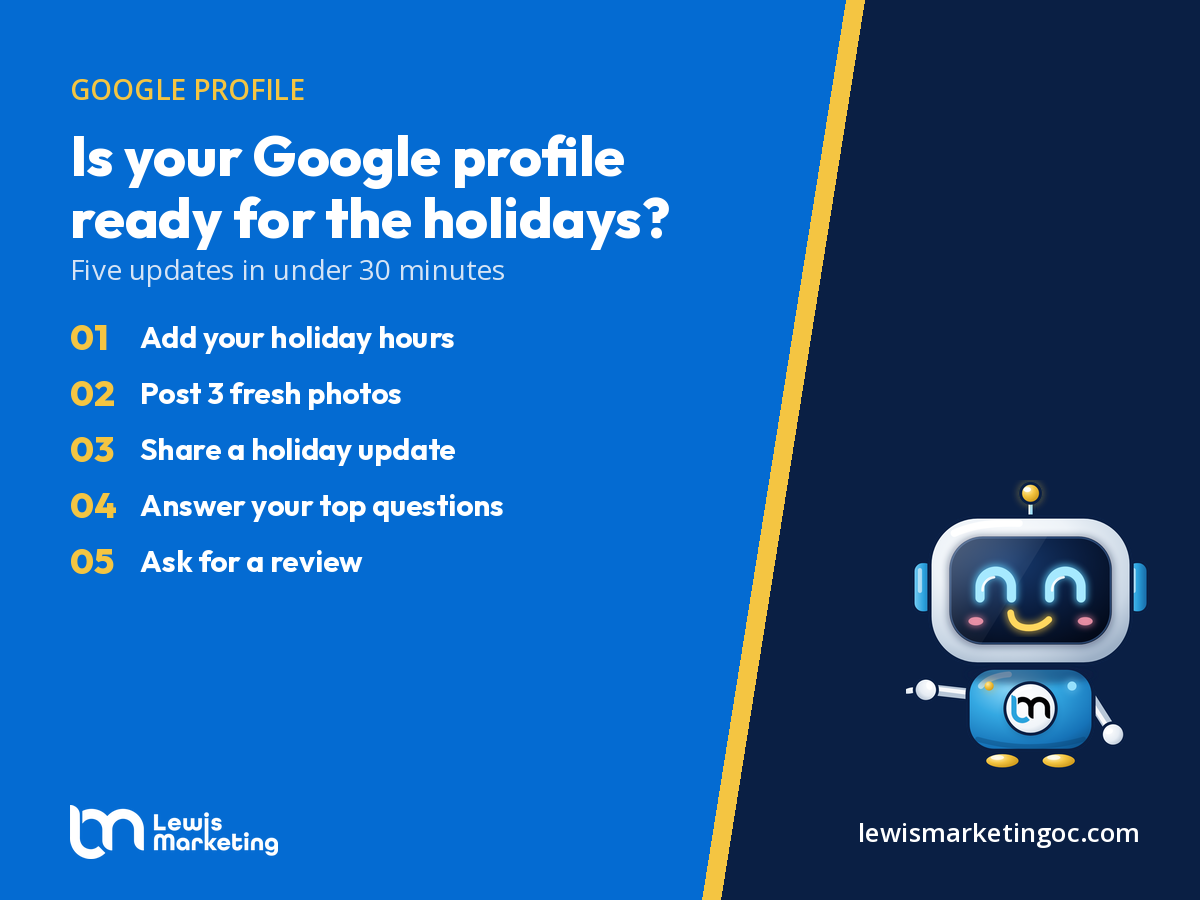 GOOGLE PROFILE
Is your Google profile
ready for the holidays?
Five updates in under 30 minutes
01 Add your holiday hours
02 Post 3 fresh photos
03 Share a holiday update
04 Answer your top questions
05 Ask for a review
bm
Lewis
Marketing
bm
lewismarketingoc.com